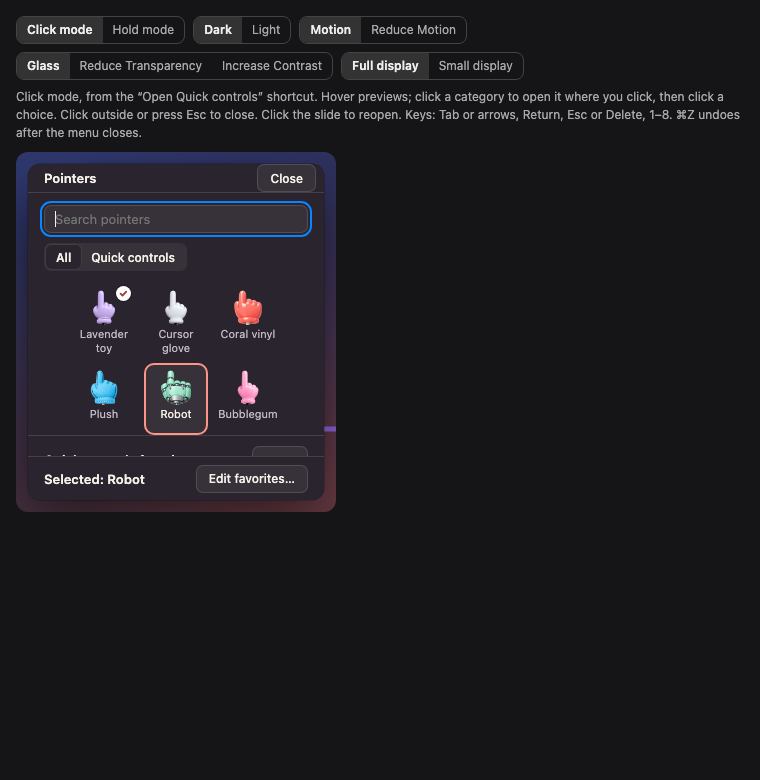 Click mode Hold mode Dark Light Motion Reduce Motion
Glass Reduce Transparency Increase Contrast Full display Small display
Click mode, from the “Open Quick controls” shortcut. Hover previews; click a category to open it where you click, then click a
choice. Click outside or press Esc to close. Click the slide to reopen. Keys: Tab or arrows, Return, Esc or Delete, 1–8. ⌘Z undoes
after the menu closes.
Pointers Close
Search pointers
All Quick controls
Lavender toy
Cursor glove
Coral vinyl
Plush Robot Bubblegum
Selected: Robot Edit favorites...